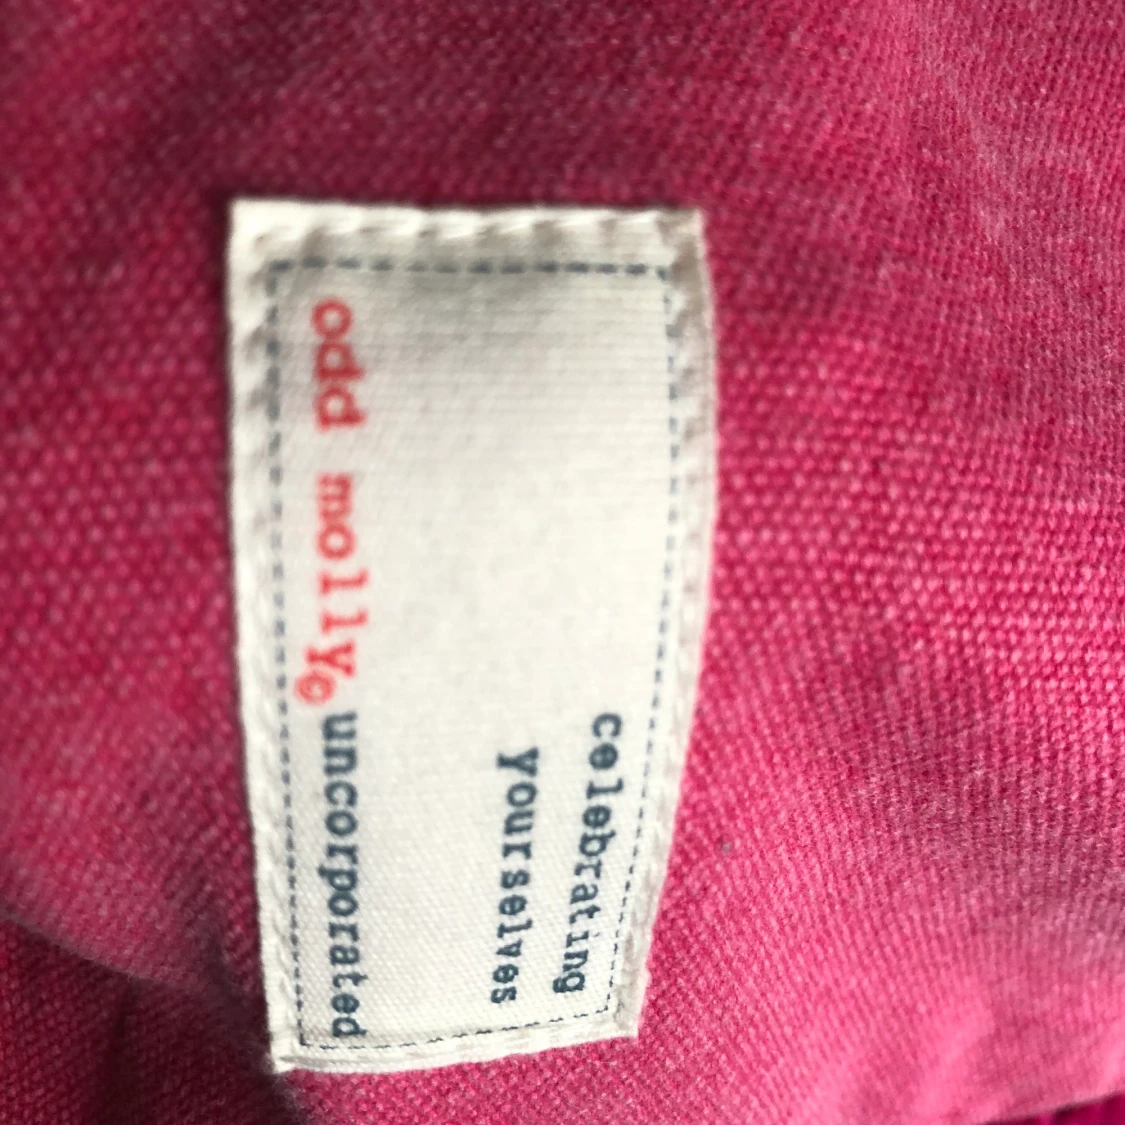 celebrating
Yourselves
odd molly© uncorporated